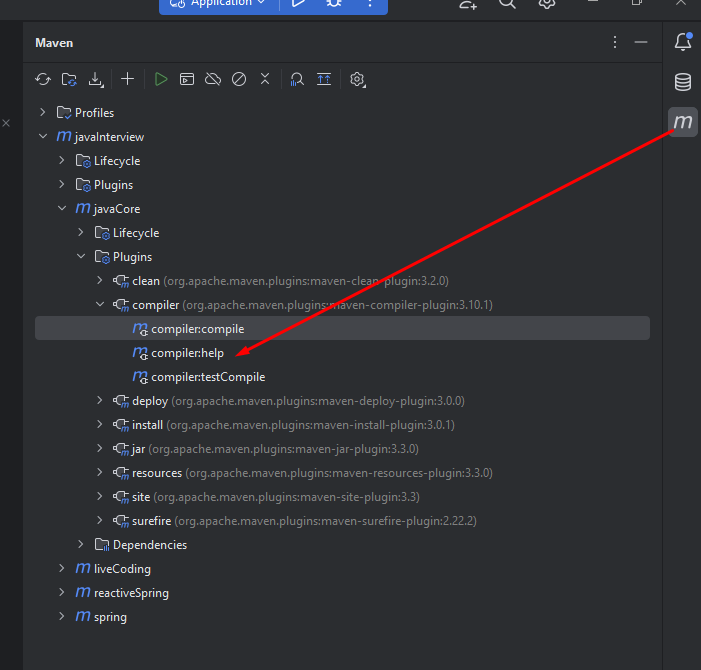 Application
Maven
Profiles
javaInterview
Lifecycle
Plugins
javaCore
Lifecycle
Plugins
clean (org.apache.maven.plugins:maven-clean-plugin:3.2.0)
compiler (org.apache.maven.plugins:maven-compiler-plugin:3.10.1)
compiler:compile
compiler:help
compiler:testCompile
deploy (org.apache.maven.plugins:maven-deploy-plugin:3.0.0)
install (org.apache.maven.plugins:maven-install-plugin:3.0.1)
jar (org.apache.maven.plugins:maven-jar-plugin:3.3.0)
resources (org.apache.maven.plugins:maven-resources-plugin:3.3.0)
site (org.apache.maven.plugins:maven-site-plugin:3.3)
surefire (org.apache.maven.plugins:maven-surefire-plugin:2.22.2)
Dependencies
liveCoding
reactiveSpring
spring